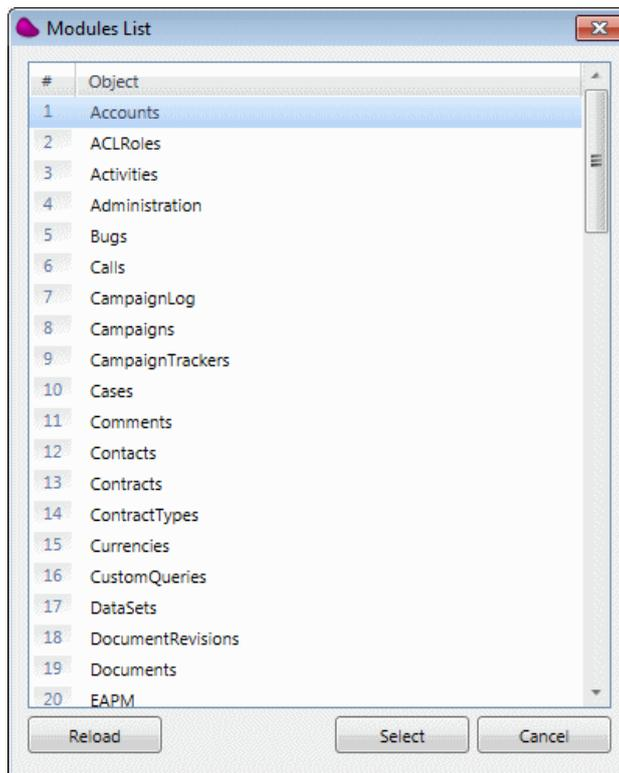 Modules List
# Object
1 Accounts
2 ACLRoles
3 Activities
4 Administration
5 Bugs
6 Calls
7 CampaignLog
8 Campaigns
9 CampaignTrackers
10 Cases
11 Comments
12 Contacts
13 Contracts
14 ContractTypes
15 Currencies
16 CustomQueries
17 DataSets
18 DocumentRevisions
19 Documents
20 EAPM
Reload Select Cancel